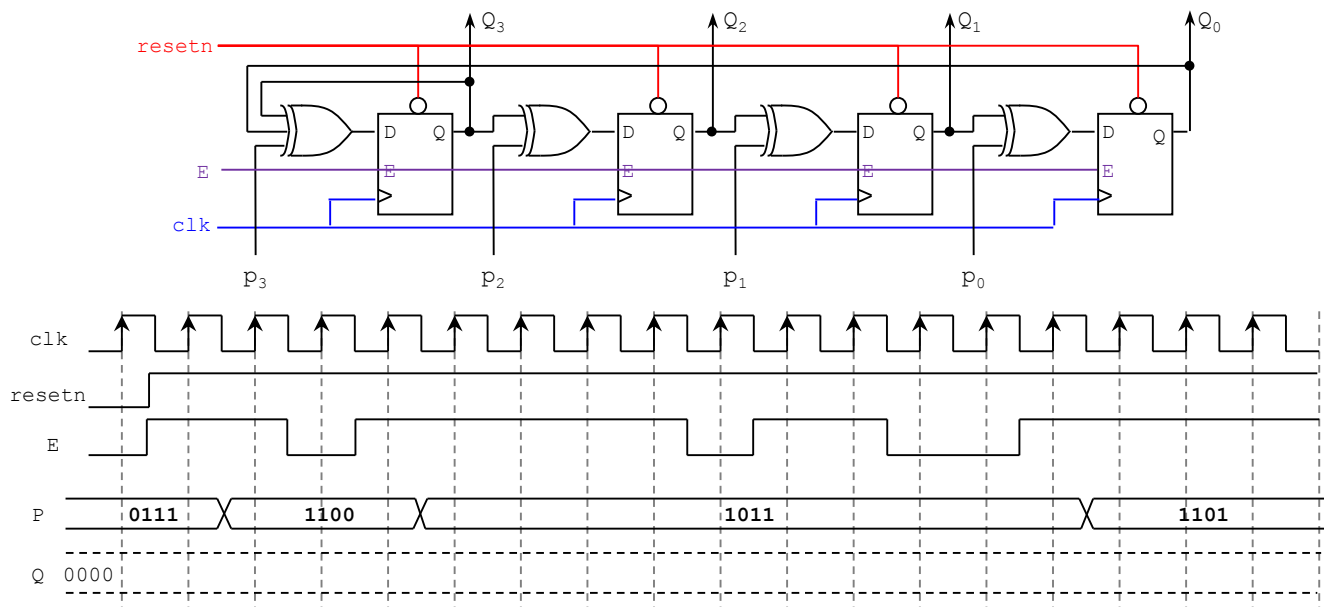 Q3 Q2 Q1 Q0
resetn
D Q D Q D Q D Q
E E E E E
clk
p3 p2 p1 p0
clk
resetn
E
P 0111 1100 1011 1101
Q 0000